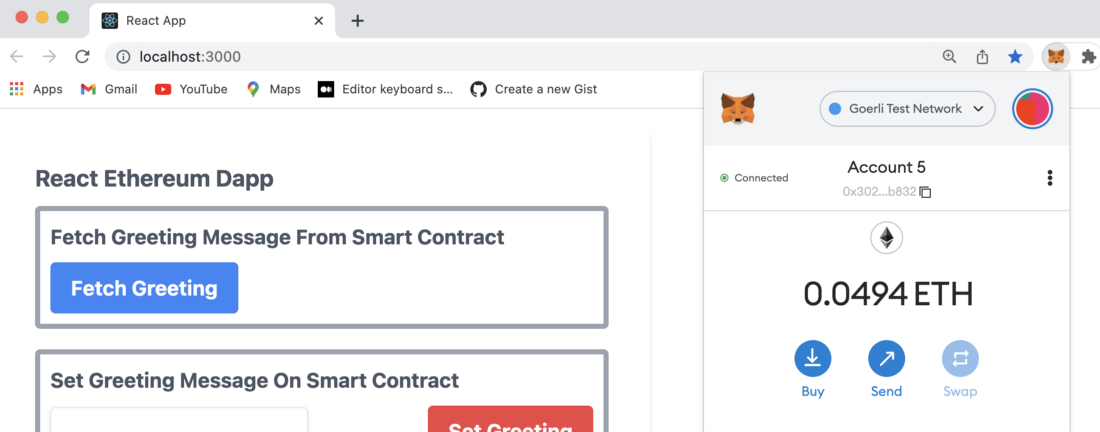 React App
localhost:3000
Apps Gmail YouTube Maps Editor keyboard s... Create a new Gist
React Ethereum Dapp
Fetch Greeting Message From Smart Contract
Fetch Greeting
Set Greeting Message On Smart Contract
Set Greeting
Goerli Test Network
Connected
Account 5
0x302...b832
0.0494 ETH
Buy Send Swap